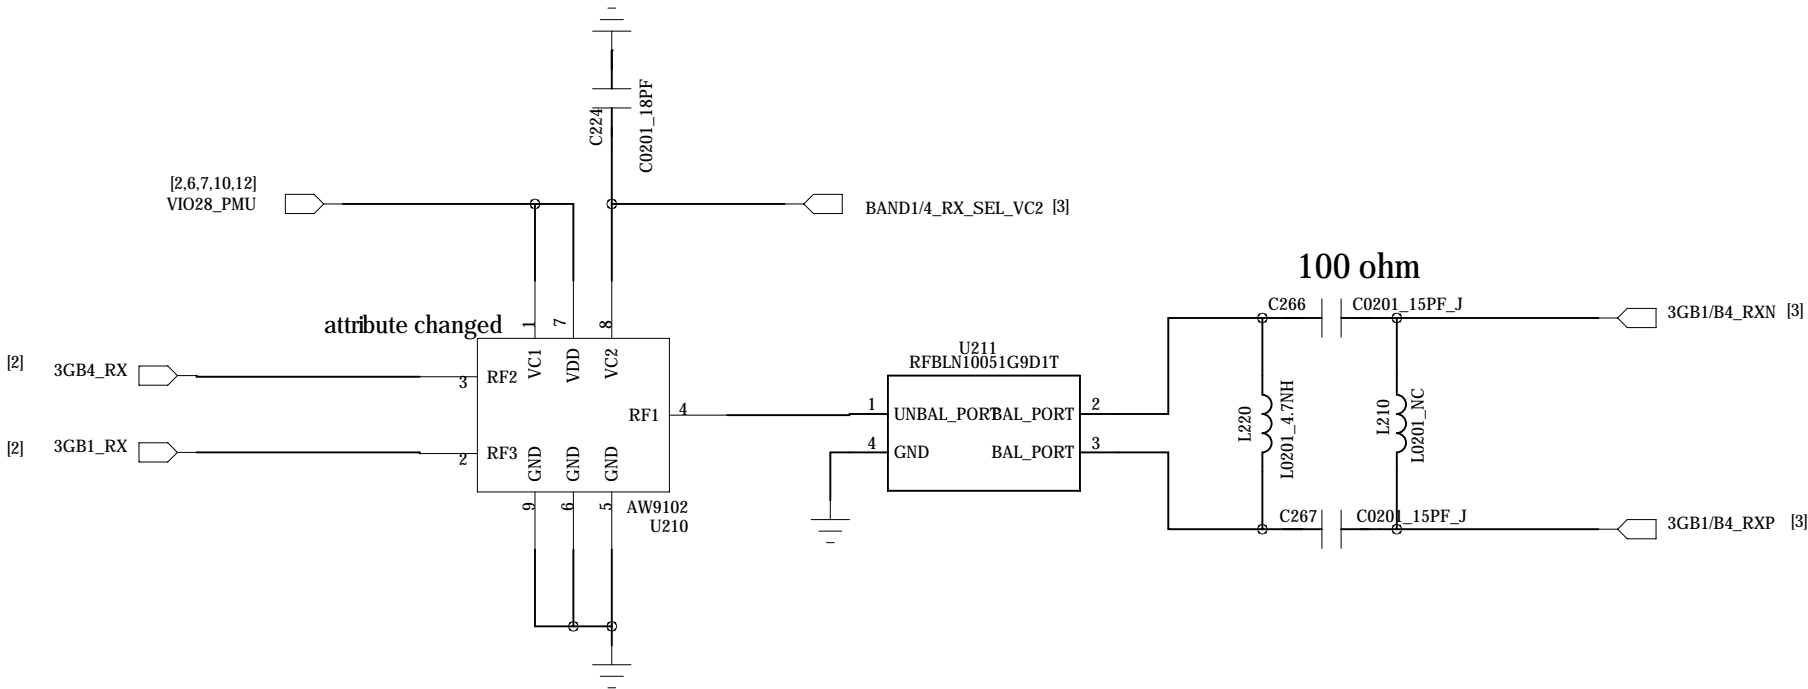 C224
C0201_18PF
[2,6,7,10,12]
VIO28_PMU
BAND1/4_RX_SEL_VC2 [3]
100 ohm
C266 C0201_15PF_J
3GB1/B4_RXN [3]
attribute changed
1 7 8
VC1 VDD VC2
[2] 3GB4_RX
3 RF2
RF1 4
[2] 3GB1_RX
2 RF3
GND GND GND
9 6 5
AW9102
U210
U211
RFBLN10051G9D1T
1 UNBAL_PORT BAL_PORT 2
4 GND BAL_PORT 3
L220
L0201_4.7NH
L210
L0201_NC
C267 C0201_15PF_J
3GB1/B4_RXP [3]